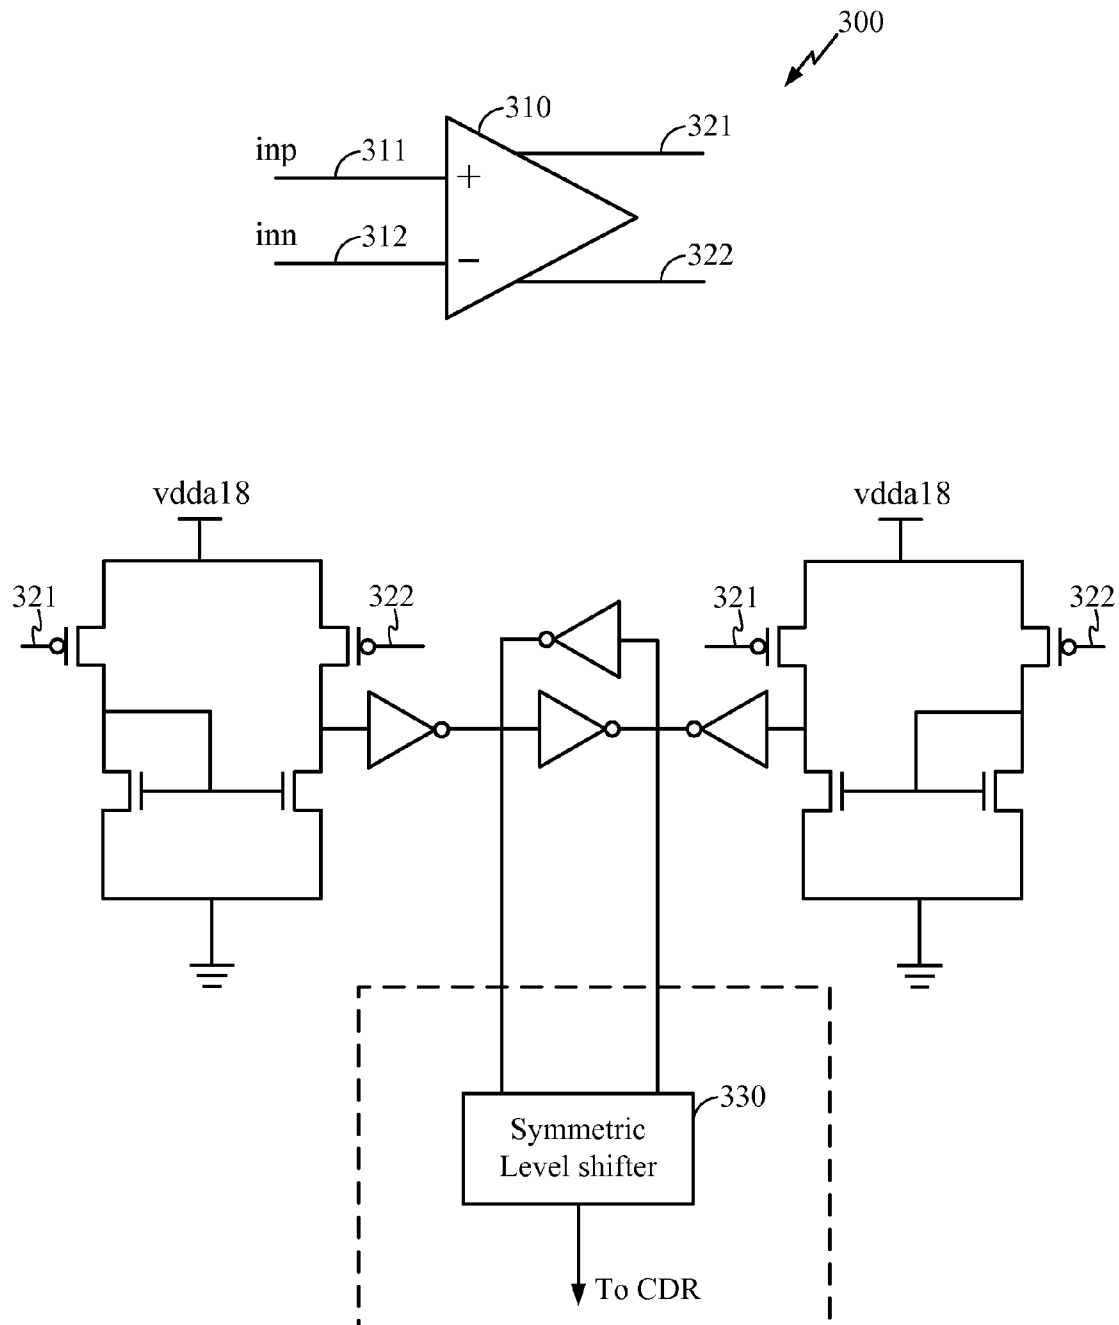 300
310
321
inp
311
+
inn
312
−
322
vdda18
vdda18
321
322
321
322
330
Symmetric
Level shifter
To CDR